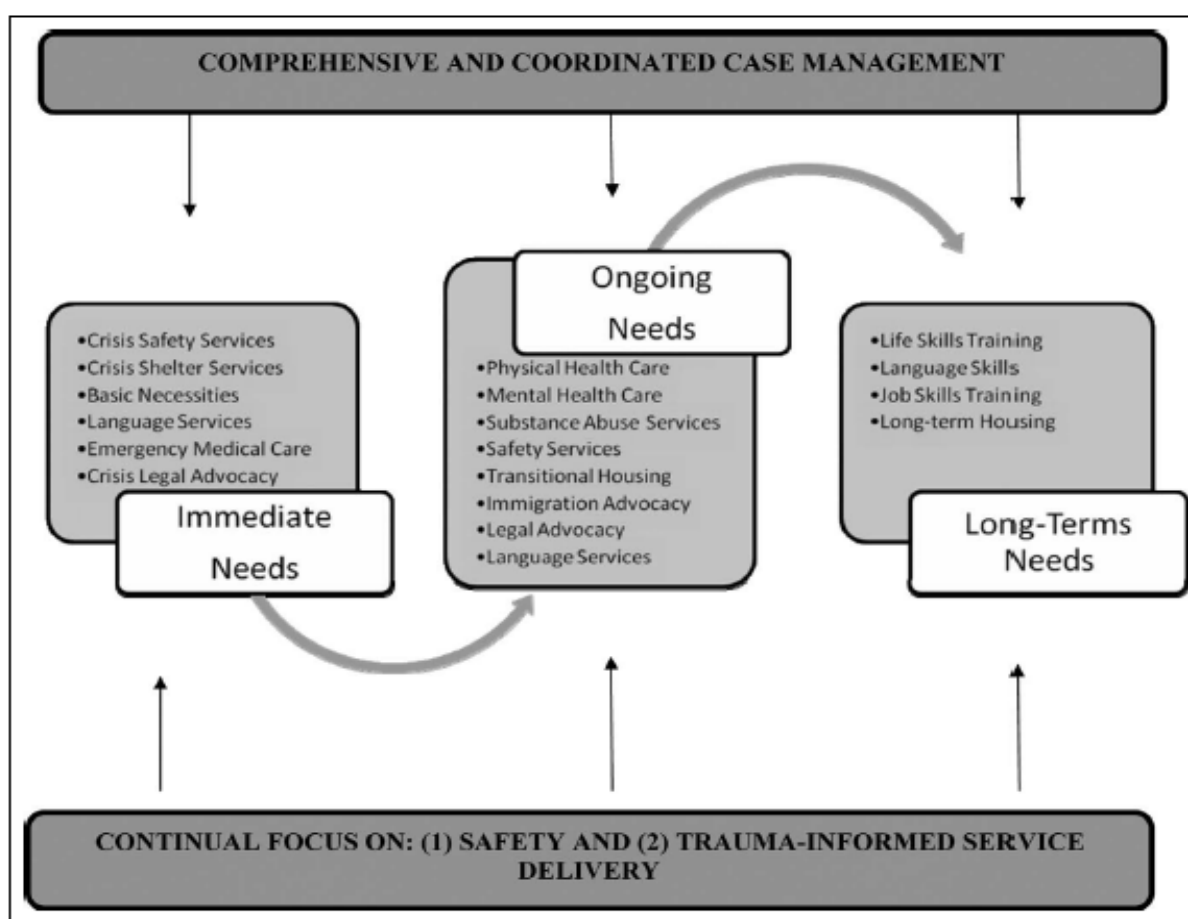 COMPREHENSIVE AND COORDINATED CASE MANAGEMENT
•Crisis Safety Services
•Crisis Shelter Services
•Basic Necessities
•Language Services
•Emergency Medical Care
•Crisis Legal Advocacy
Immediate
Needs
Ongoing
Needs
•Physical Health Care
•Mental Health Care
•Substance Abuse Services
•Safety Services
•Transitional Housing
•Immigration Advocacy
•Legal Advocacy
•Language Services
•Life Skills Training
•Language Skills
•Job Skills Training
•Long-term Housing
Long-Terms
Needs
CONTINUAL FOCUS ON: (1) SAFETY AND (2) TRAUMA-INFORMED SERVICE
DELIVERY